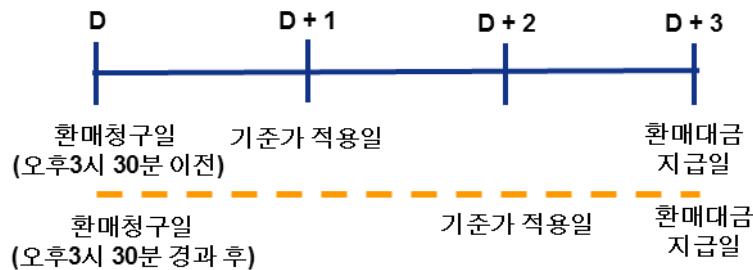 D D + 1 D + 2 D + 3
환매청구일 기준가 적용일 환매대금
(오후3시 30분 이전) 지급일
환매청구일 기준가 적용일 환매대금
(오후3시 30분 경과 후) 지급일